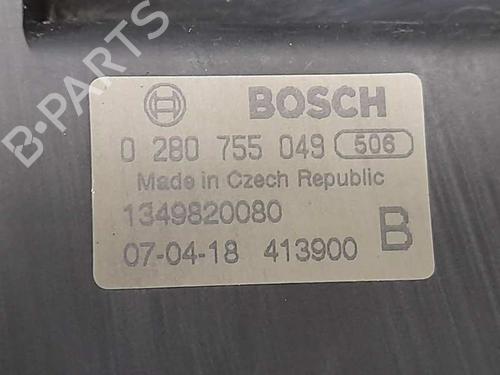 B-PARTS
BOSCH
0 280 755 049 506
Made in Czech Republic
1349820080
07-04-18 413900 B